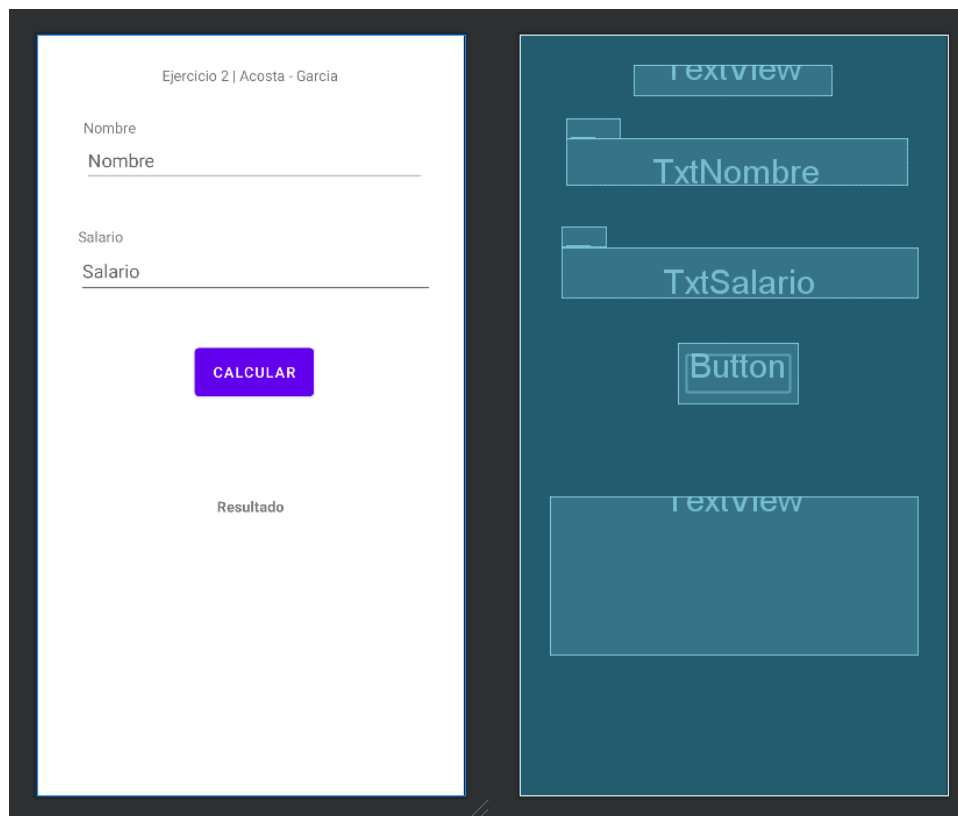 Ejercicio 2 | Acosta - Garcia
Nombre
Nombre
Salario
Salario
CALCULAR
Resultado
TextView
TxtNombre
TxtSalario
Button
TextView